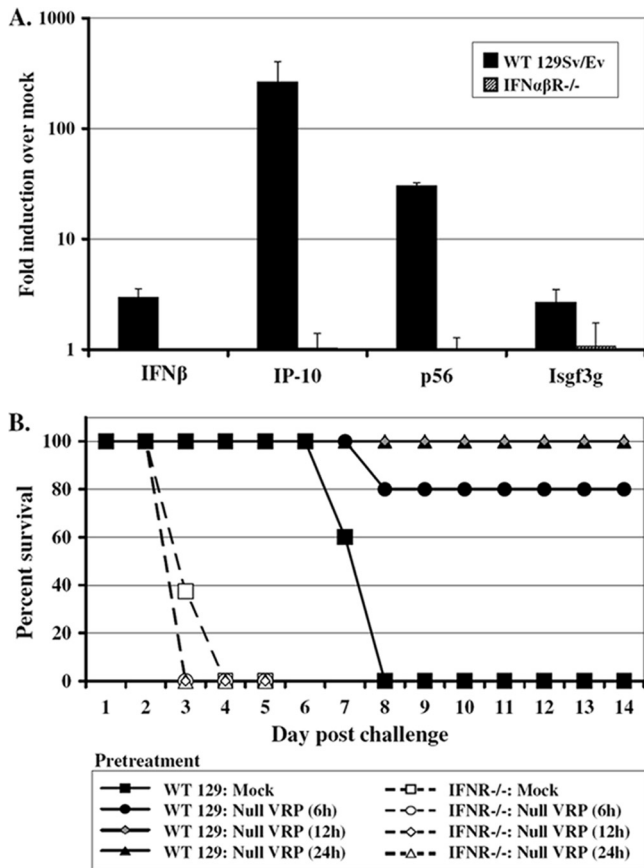 A.
1000
100
10
1
Fold induction over mock
WT 129Sv/Ev
IFNαβR-/-
IFNβ IP-10 p56 Isgf3g
B.
100
80
60
40
20
0
Percent survival
1 2 3 4 5 6 7 8 9 10 11 12 13 14
Day post challenge
Pretreatment
WT 129: Mock
WT 129: Null VRP (6h)
WT 129: Null VRP (12h)
WT 129: Null VRP (24h)
IFNR-/-: Mock
IFNR-/-: Null VRP (6h)
IFNR-/-: Null VRP (12h)
IFNR-/-: Null VRP (24h)